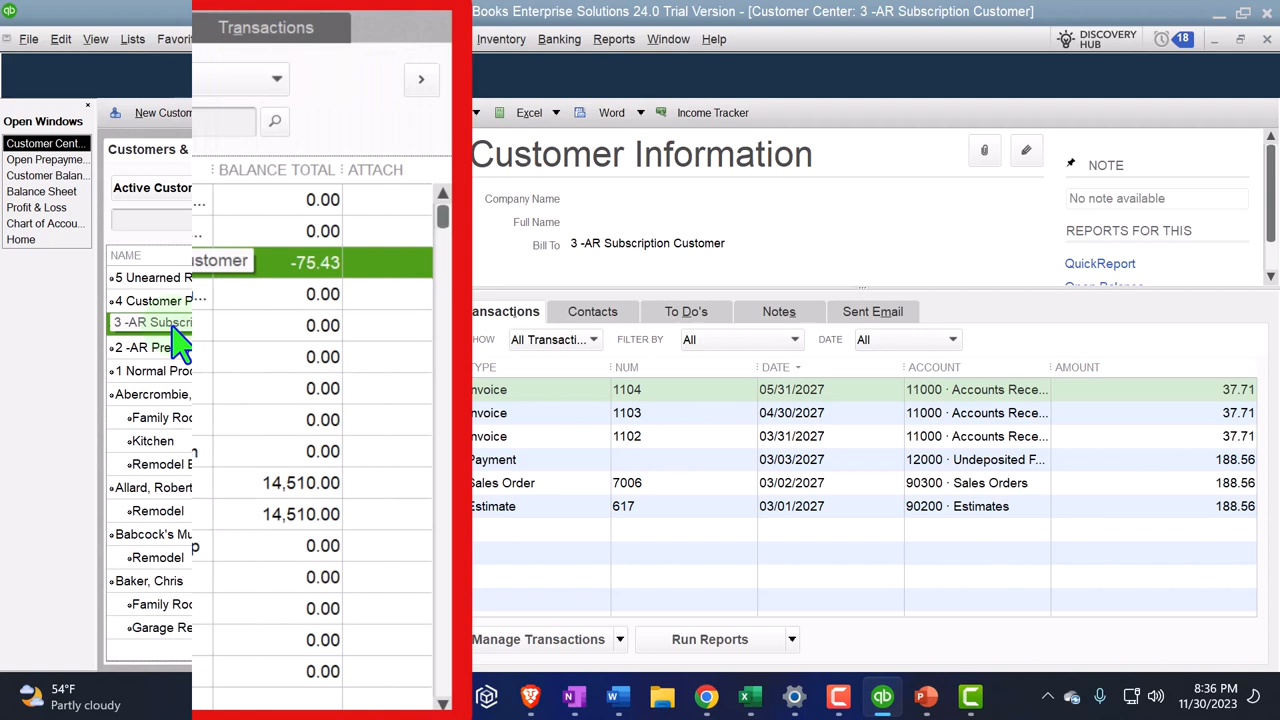 Books Enterprise Solutions 24.0 Trial Version - [Customer Center: 3 -AR Subscription Customer]
File Edit View Lists Favorit Inventory Banking Reports Window Help
DISCOVERY HUB
18
Open Windows
Customer Cent...
Open Prepayme...
Customer Balan...
Balance Sheet
Profit & Loss
Chart of Accou...
Home
New Custom
Customers &
Active Custor
NAME
5 Unearned R
4 Customer P
3 -AR Subscri
2 -AR Pre
1 Normal Proc
Abercrombie,
Family Roo
Kitchen
Remodel B
Allard, Robert
Remodel
Babcock's Mu
Remodel
Baker, Chris
Family Roo
Garage Re
Transactions
BALANCE TOTAL ATTACH
... 0.00
0.00
ustomer -75.43
... 0.00
0.00
0.00
0.00
0.00
0.00
14,510.00
14,510.00
p 0.00
0.00
0.00
0.00
0.00
Excel Word Income Tracker
Customer Information
Company Name
Full Name
Bill To 3 -AR Subscription Customer
NOTE
No note available
REPORTS FOR THIS
QuickReport
Open Balance
ansactions Contacts To Do's Notes Sent Email
HOW All Transacti... FILTER BY All DATE All
YPE NUM DATE ACCOUNT AMOUNT
nvoice 1104 05/31/2027 11000 · Accounts Rece... 37.71
nvoice 1103 04/30/2027 11000 · Accounts Rece... 37.71
nvoice 1102 03/31/2027 11000 · Accounts Rece... 37.71
Payment 03/03/2027 12000 · Undeposited F... 188.56
Sales Order 7006 03/02/2027 90300 · Sales Orders 188.56
Estimate 617 03/01/2027 90200 · Estimates 188.56
Manage Transactions Run Reports
54°F
Partly cloudy
8:36 PM
11/30/2023